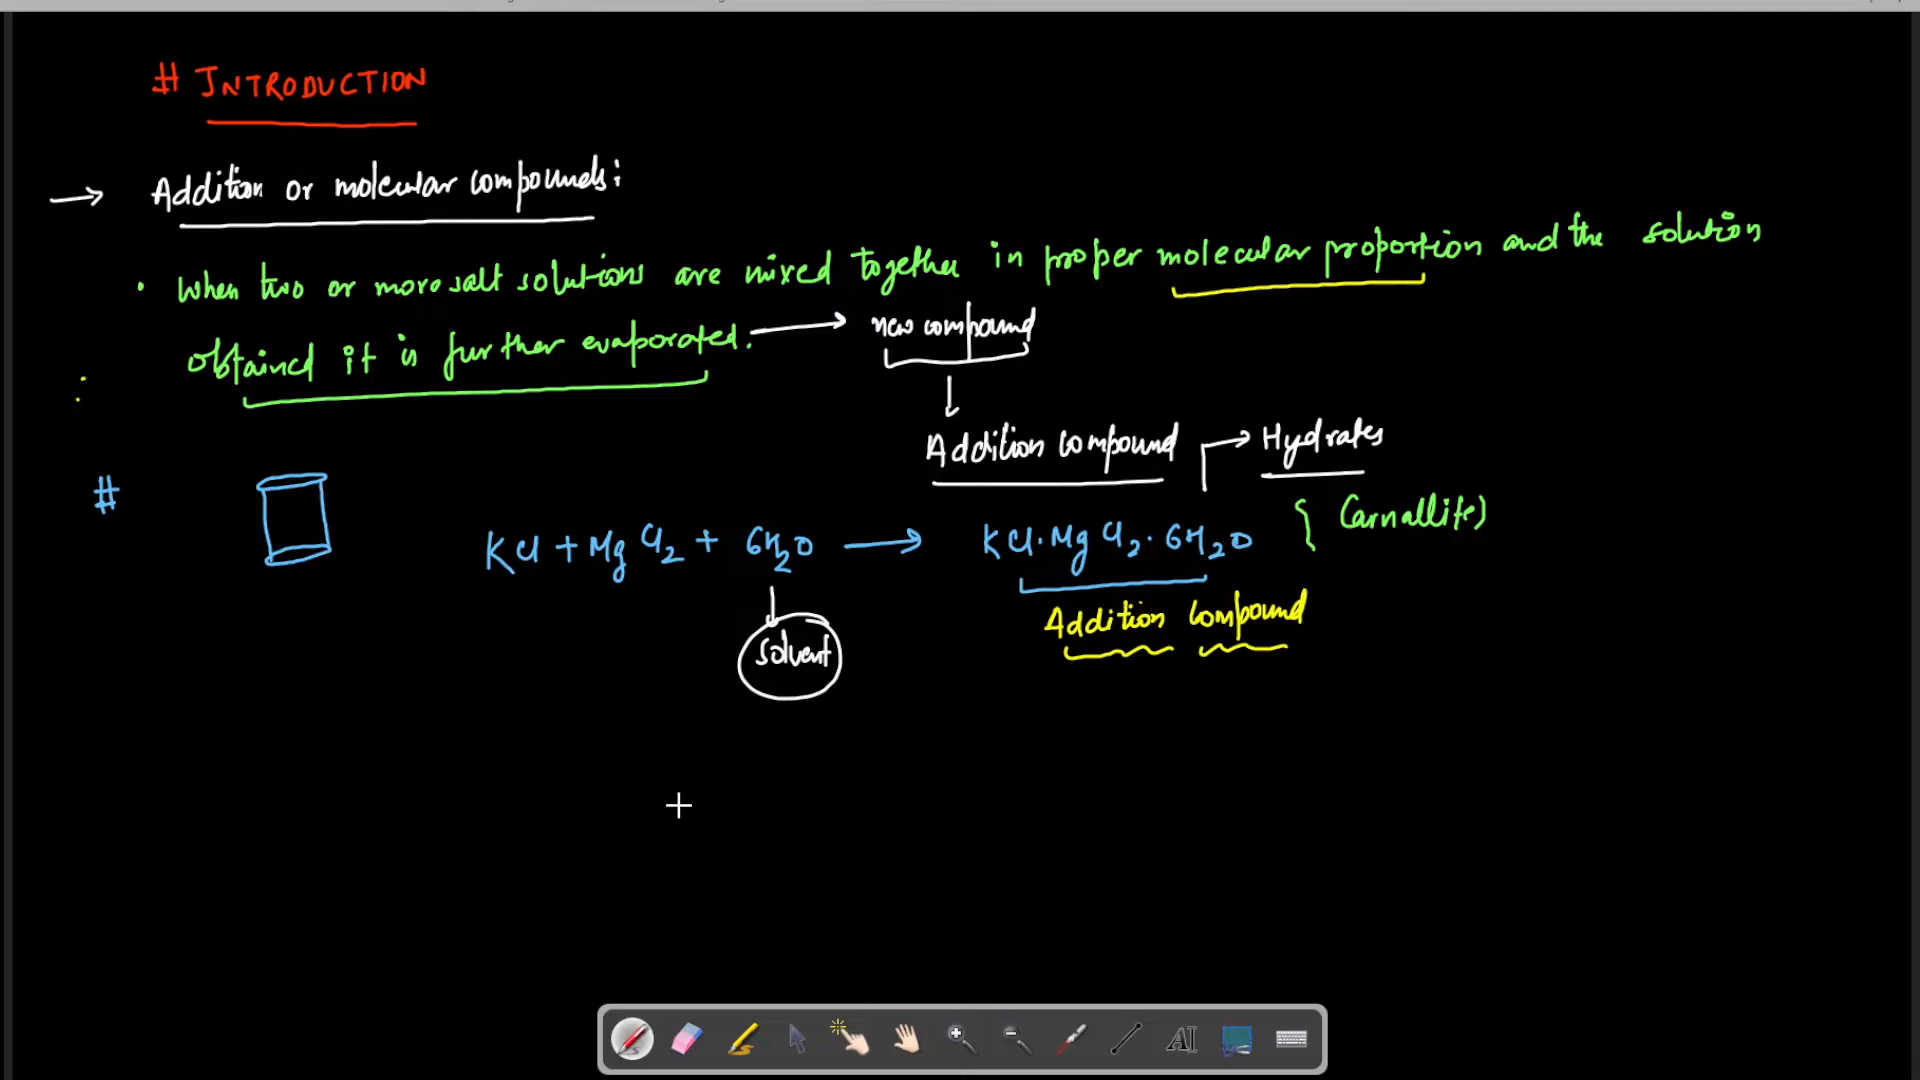 # INTRODUCTION
→ Addition or molecular compounds:
• When two or more salt solutions are mixed together in proper molecular proportion and the solution
obtained it is further evaporated. → new compound
Addition compound → Hydrates
#
KCl + MgCl₂ + 6H₂O → KCl·MgCl₂·6H₂O { Carnallite)
Addition compound
solvent
AI